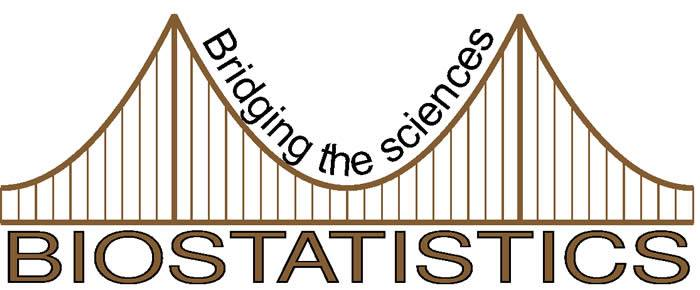 Bridging the sciences
BIOSTATISTICS